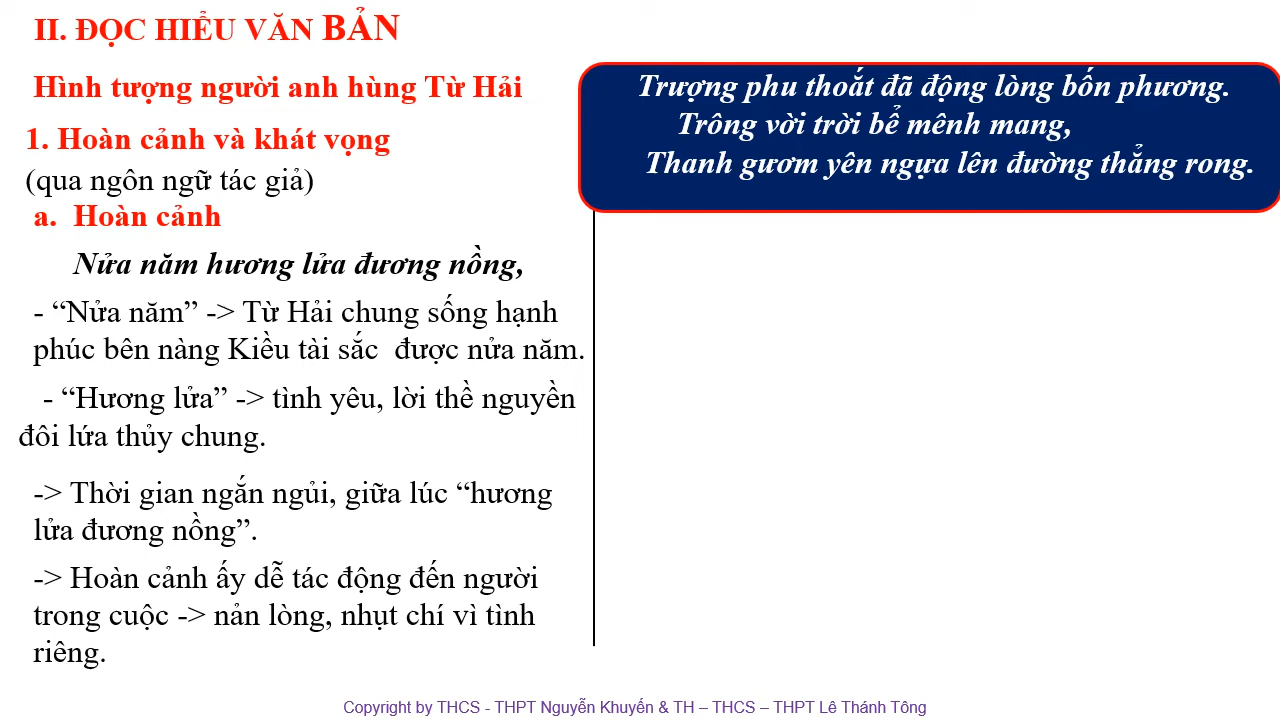 II. ĐỌC HIỂU VĂN BẢN
Hình tượng người anh hùng Từ Hải
1. Hoàn cảnh và khát vọng
(qua ngôn ngữ tác giả)
a. Hoàn cảnh
Nửa năm hương lửa đương nồng,
- “Nửa năm” -> Từ Hải chung sống hạnh
phúc bên nàng Kiều tài sắc được nửa năm.
- “Hương lửa” -> tình yêu, lời thề nguyền
đôi lứa thủy chung.
-> Thời gian ngắn ngủi, giữa lúc “hương
lửa đương nồng”.
-> Hoàn cảnh ấy dễ tác động đến người
trong cuộc -> nản lòng, nhụt chí vì tình
riêng.
Trượng phu thoắt đã động lòng bốn phương.
Trông vời trời bể mênh mang,
Thanh gươm yên ngựa lên đường thẳng rong.
Copyright by THCS - THPT Nguyễn Khuyến & TH – THCS – THPT Lê Thánh Tông